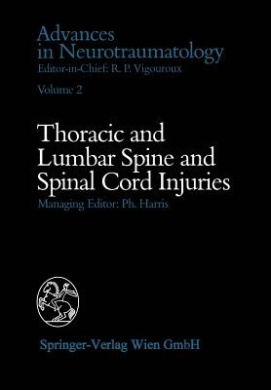 Advances
in Neurotraumatology
Editor-in-Chief: R. P. Vigouroux
Volume 2
Thoracic and
Lumbar Spine and
Spinal Cord Injuries
Managing Editor: Ph. Harris
Springer-Verlag Wien GmbH